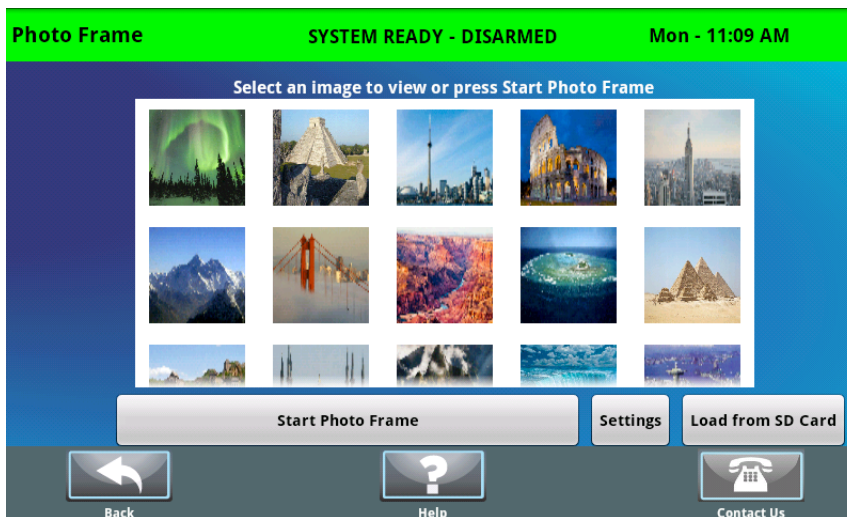 Photo Frame
SYSTEM READY - DISARMED
Mon - 11:09 AM
Select an image to view or press Start Photo Frame
Start Photo Frame
Settings
Load from SD Card
Back
Help
Contact Us